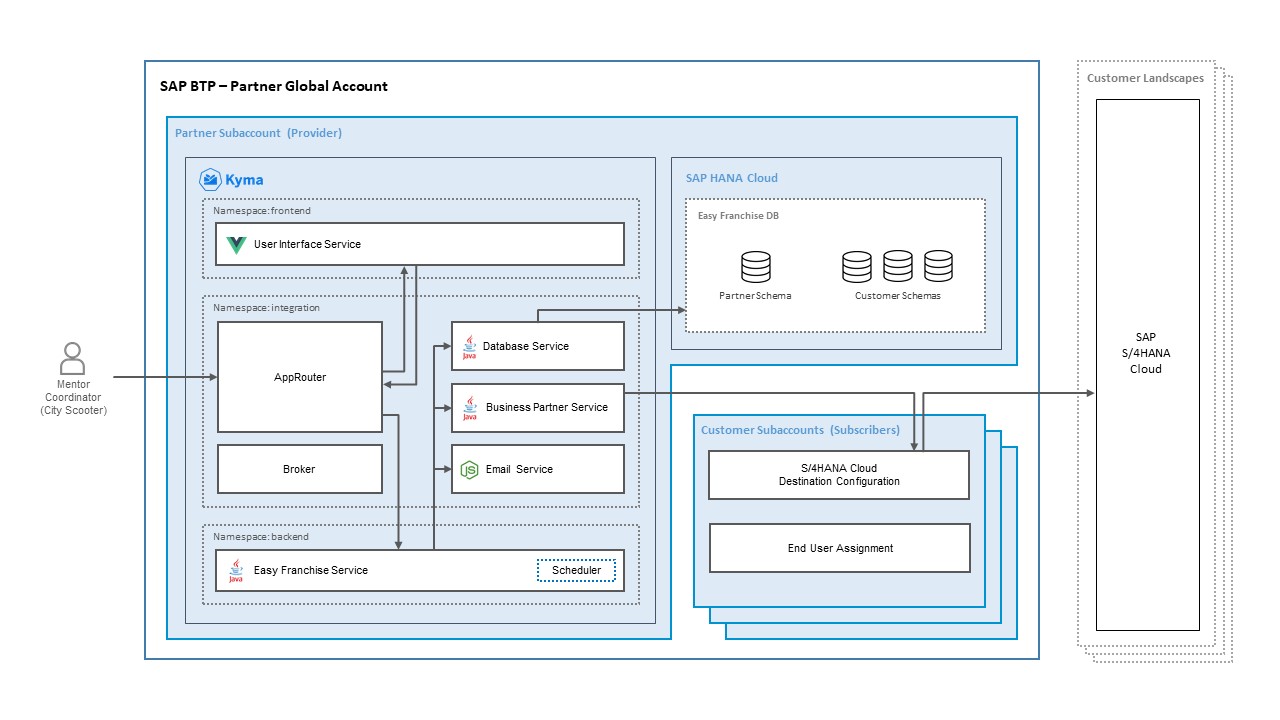 SAP BTP – Partner Global Account
Customer Landscapes
Partner Subaccount (Provider)
Kyma
SAP HANA Cloud
Namespace: frontend
User Interface Service
Easy Franchise DB
Partner Schema
Customer Schemas
Namespace: integration
AppRouter
Database Service
Java
Business Partner Service
Java
Broker
Email Service
JS
Mentor
Coordinator
(City Scooter)
SAP
S/4HANA
Cloud
Customer Subaccounts (Subscribers)
S/4HANA Cloud
Destination Configuration
End User Assignment
Namespace: backend
Easy Franchise Service
Java
Scheduler